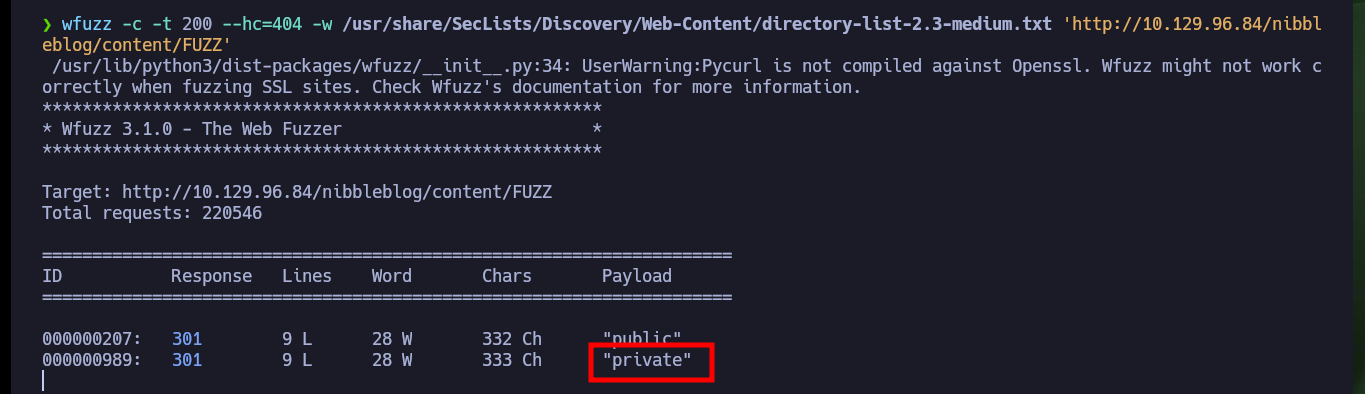 ❯ wfuzz -c -t 200 --hc=404 -w /usr/share/SecLists/Discovery/Web-Content/directory-list-2.3-medium.txt 'http://10.129.96.84/nibbl
eblog/content/FUZZ'
 /usr/lib/python3/dist-packages/wfuzz/__init__.py:34: UserWarning:Pycurl is not compiled against Openssl. Wfuzz might not work c
orrectly when fuzzing SSL sites. Check Wfuzz's documentation for more information.
********************************************************
* Wfuzz 3.1.0 - The Web Fuzzer                         *
********************************************************
Target: http://10.129.96.84/nibbleblog/content/FUZZ
Total requests: 220546
=====================================================================
ID           Response   Lines    Word       Chars       Payload
=====================================================================
000000207:   301        9 L      28 W       332 Ch      "public"
000000989:   301        9 L      28 W       333 Ch      "private"